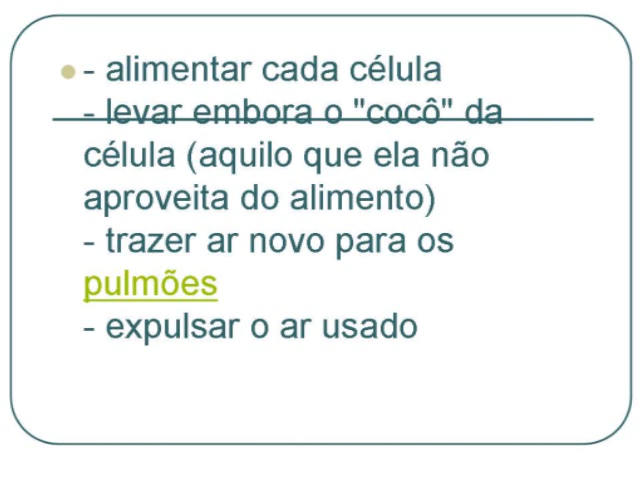 - alimentar cada célula
- levar embora o "cocô" da
célula (aquilo que ela não
aproveita do alimento)
- trazer ar novo para os
pulmões
- expulsar o ar usado